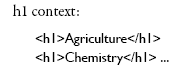 h1 context:
<h1>Agriculture</h1>
<h1>Chemistry</h1> ...